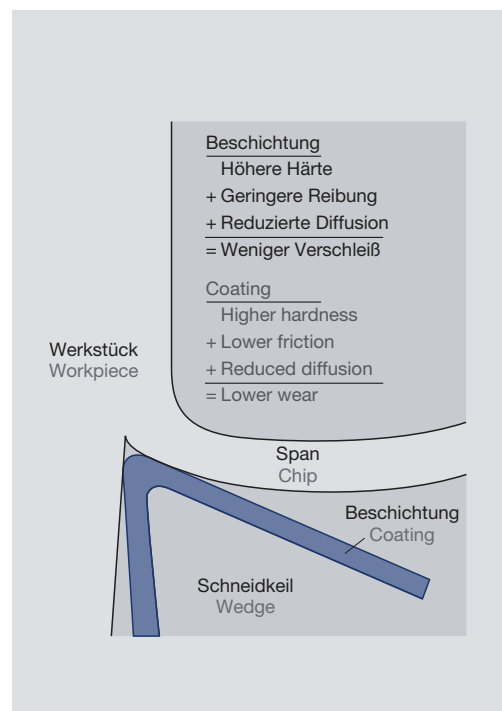 Beschichtung
Höhere Härte
+ Geringere Reibung
+ Reduzierte Diffusion
= Weniger Verschleiß
Coating
Higher hardness
+ Lower friction
+ Reduced diffusion
= Lower wear
Werkstück
Workpiece
Span
Chip
Beschichtung
Coating
Schneidkeil
Wedge